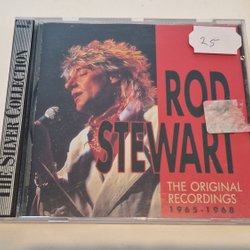 THE SILVER COLLECTION
25
ROD
STEWART
THE ORIGINAL
RECORDINGS
1965-1968